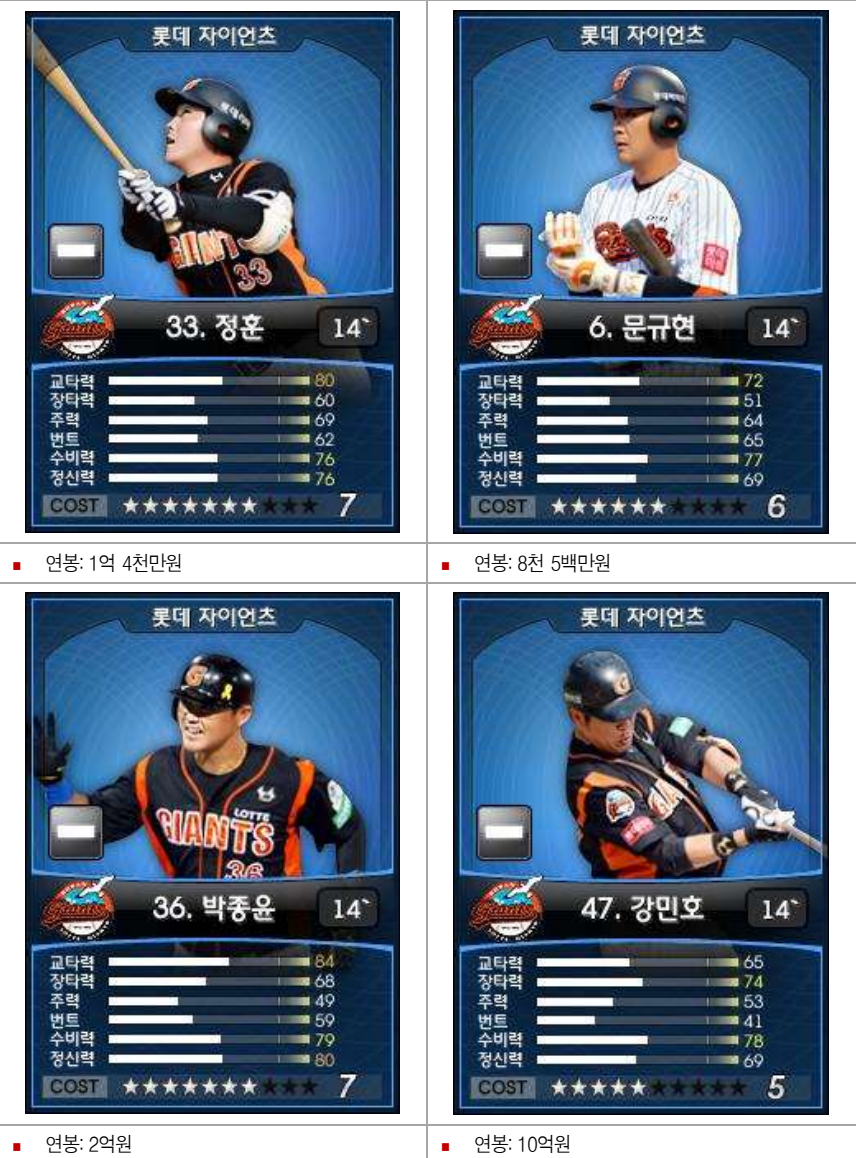 롯데 자이언츠
GIANTS
33
33. 정훈
14`
교타력 80
장타력 60
주력 69
번트 62
수비력 76
정신력 76
COST ★★★★★★★★★★ 7
연봉: 1억 4천만원
롯데 자이언츠
Giants
6. 문규현
14`
교타력 72
장타력 51
주력 64
번트 65
수비력 77
정신력 69
COST ★★★★★★★★★★ 6
연봉: 8천 5백만원
롯데 자이언츠
G
LOTTE
GIANTS
36
36. 박종윤
14`
교타력 84
장타력 68
주력 49
번트 59
수비력 79
정신력 80
COST ★★★★★★★★★★ 7
연봉: 2억원
롯데 자이언츠
47. 강민호
14`
교타력 65
장타력 74
주력 53
번트 41
수비력 78
정신력 69
COST ★★★★★★★★★★ 5
연봉: 10억원